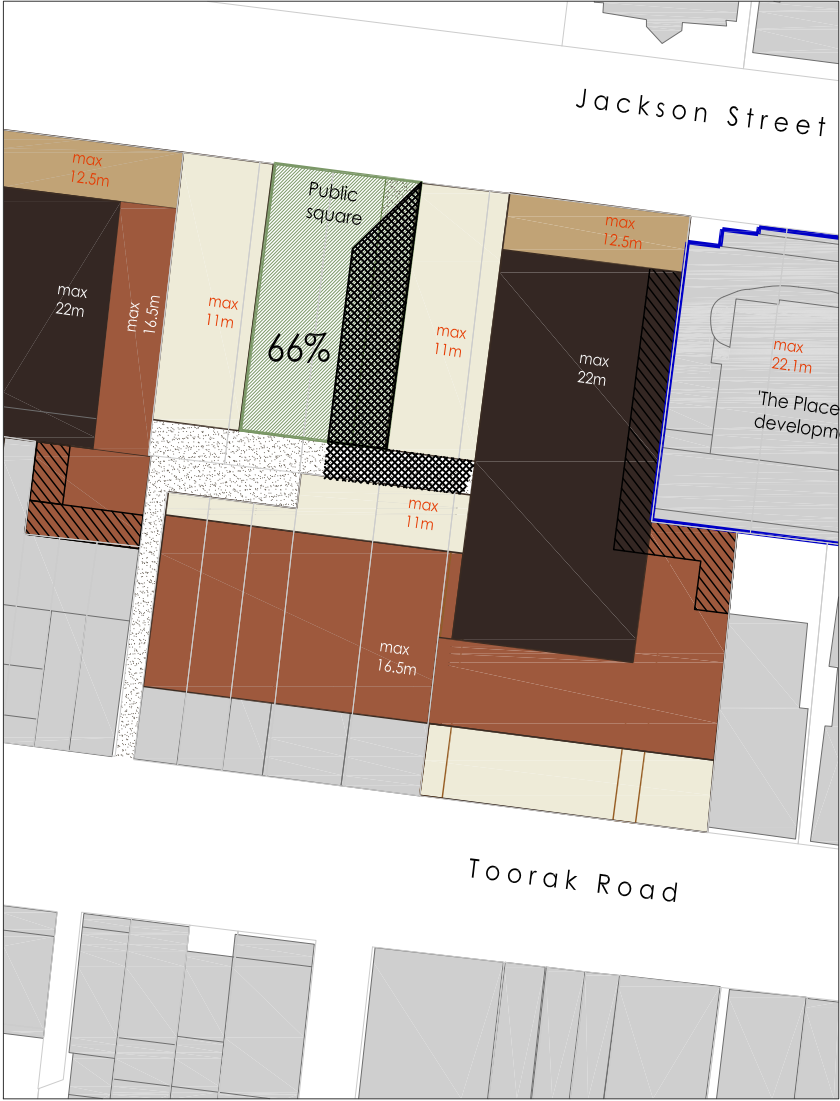 Jackson Street
max
12.5m
Public
square
max
12.5m
max
22m
max
16.5m
max
11m
66%
max
11m
max
22m
max
22.1m
'The Place
developm
max
11m
max
16.5m
Toorak Road